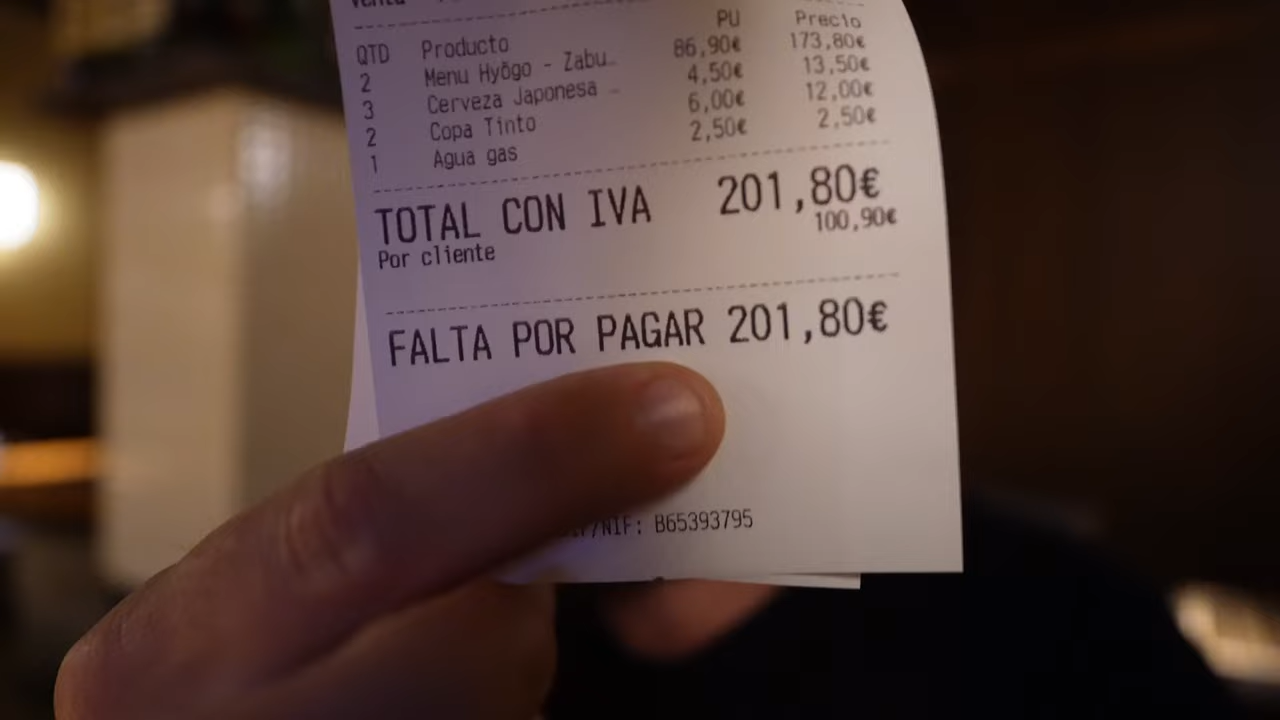 Venta
QTD Producto PU Precio
2 Menu Hyōgo - Zabu… 86,90€ 173,80€
3 Cerveza Japonesa … 4,50€ 13,50€
2 Copa Tinto 6,00€ 12,00€
1 Agua gas 2,50€ 2,50€
TOTAL CON IVA 201,80€
Por cliente 100,90€
FALTA POR PAGAR 201,80€
/NIF: B65393795